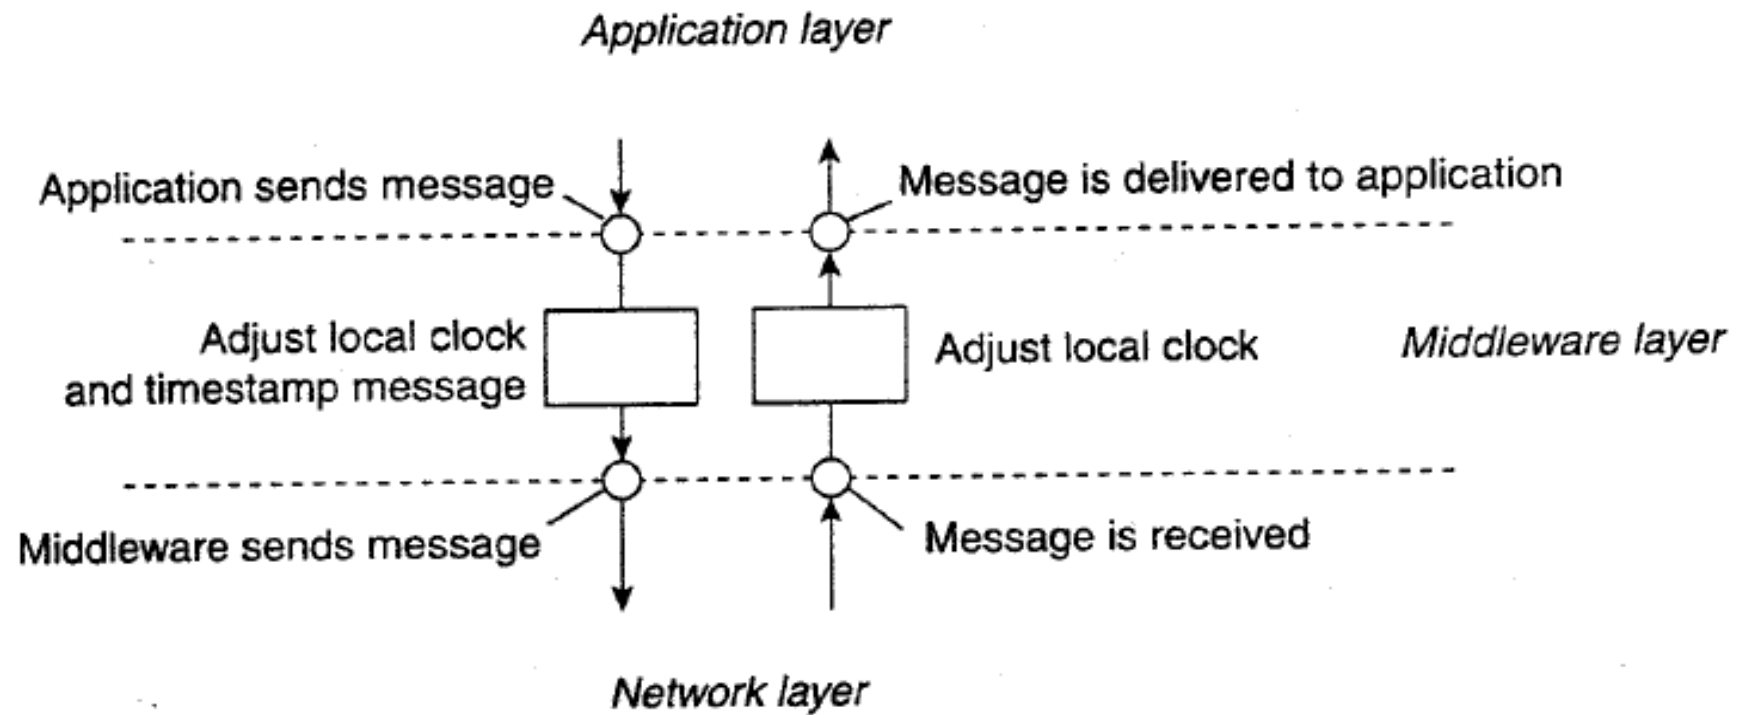 Application layer
Application sends message
Message is delivered to application
Adjust local clock
and timestamp message
Adjust local clock
Middleware layer
Middleware sends message
Message is received
Network layer